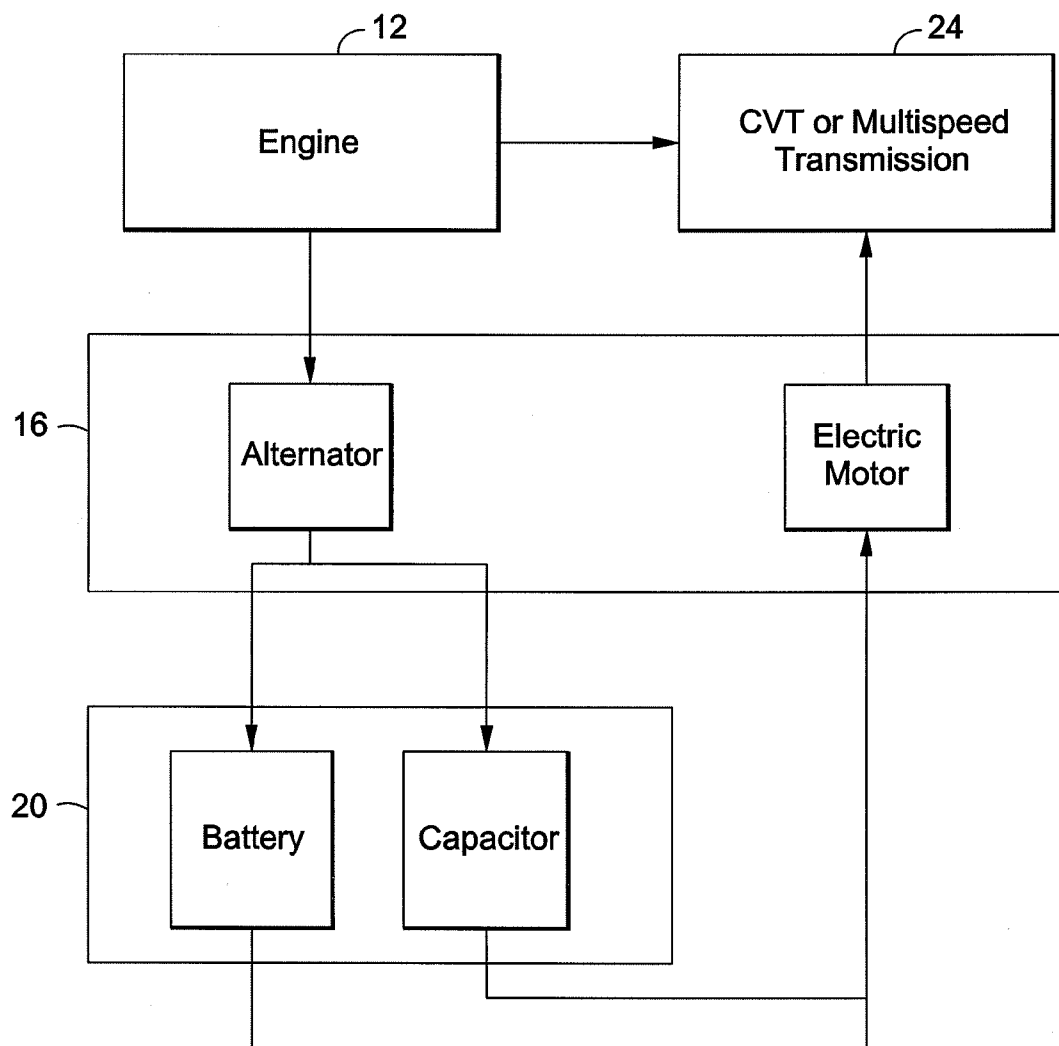 12
24
Engine
CVT or Multispeed
Transmission
16
Alternator
Electric
Motor
20
Battery
Capacitor